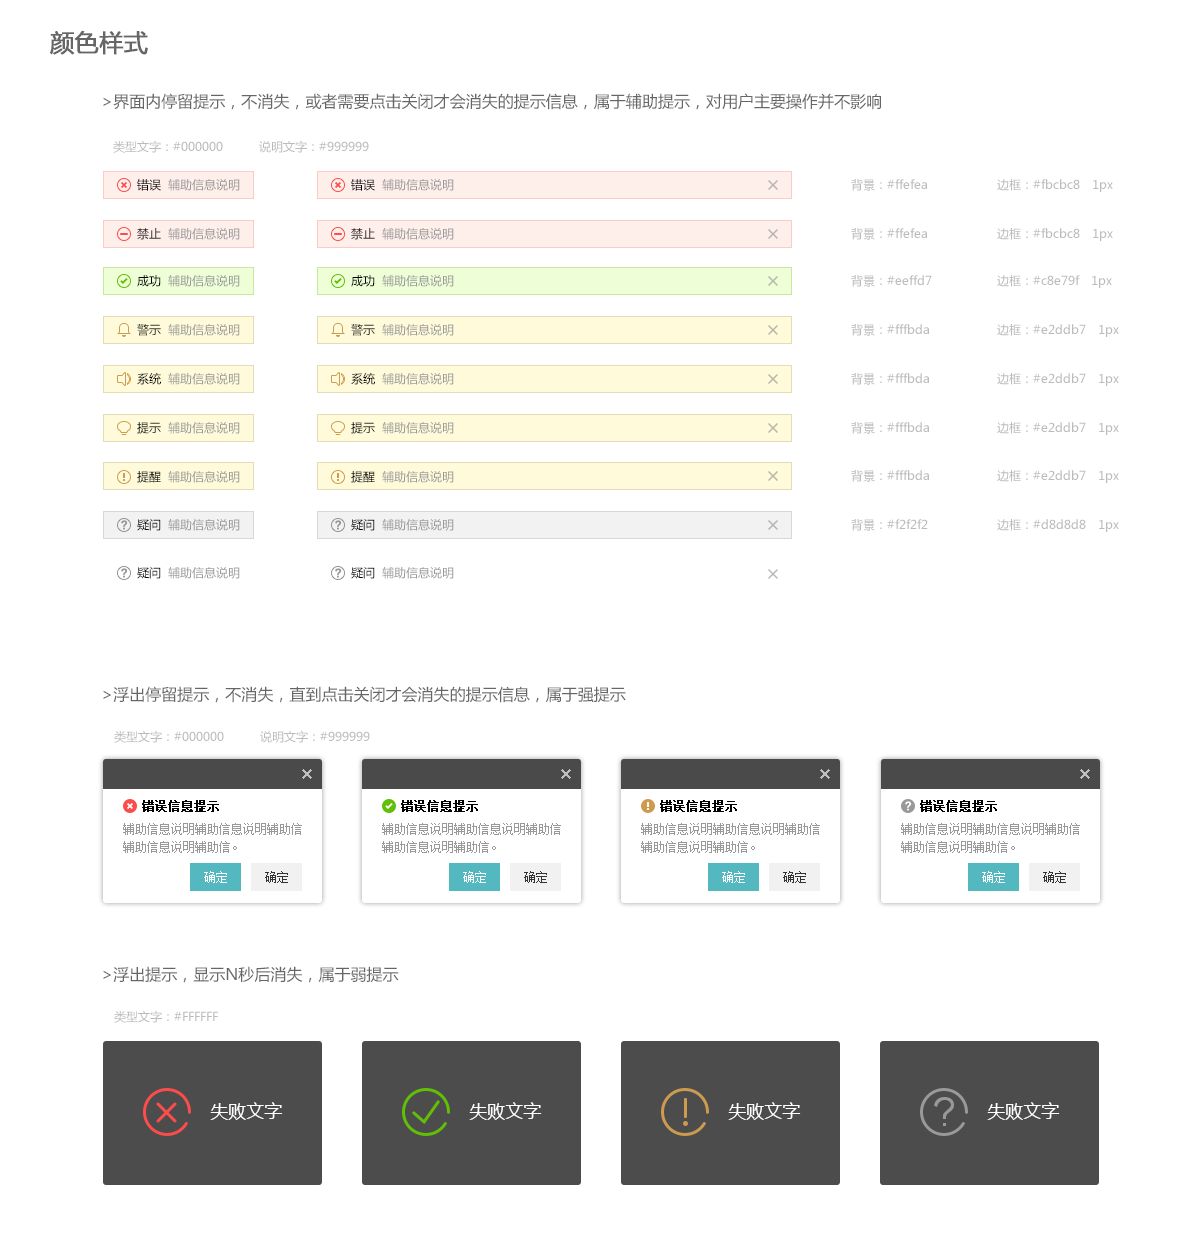 颜色样式
>界面内停留提示，不消失，或者需要点击关闭才会消失的提示信息，属于辅助提示，对用户主要操作并不影响
类型文字：#000000 说明文字：#999999
错误 辅助信息说明 错误 辅助信息说明 背景：#ffefea 边框：#fbcbc8 1px
禁止 辅助信息说明 禁止 辅助信息说明 背景：#ffefea 边框：#fbcbc8 1px
成功 辅助信息说明 成功 辅助信息说明 背景：#eeffd7 边框：#c8e79f 1px
警示 辅助信息说明 警示 辅助信息说明 背景：#fffbda 边框：#e2ddb7 1px
系统 辅助信息说明 系统 辅助信息说明 背景：#fffbda 边框：#e2ddb7 1px
提示 辅助信息说明 提示 辅助信息说明 背景：#fffbda 边框：#e2ddb7 1px
提醒 辅助信息说明 提醒 辅助信息说明 背景：#fffbda 边框：#e2ddb7 1px
疑问 辅助信息说明 疑问 辅助信息说明 背景：#f2f2f2 边框：#d8d8d8 1px
疑问 辅助信息说明 疑问 辅助信息说明
>浮出停留提示，不消失，直到点击关闭才会消失的提示信息，属于强提示
类型文字：#000000 说明文字：#999999
错误信息提示 错误信息提示 错误信息提示 错误信息提示
辅助信息说明辅助信息说明辅助信 辅助信息说明辅助信息说明辅助信 辅助信息说明辅助信息说明辅助信 辅助信息说明辅助信息说明辅助信
辅助信息说明辅助信。 辅助信息说明辅助信。 辅助信息说明辅助信。 辅助信息说明辅助信。
确定 确定 确定 确定 确定 确定 确定 确定
>浮出提示，显示N秒后消失，属于弱提示
类型文字：#FFFFFF
失败文字 失败文字 失败文字 失败文字